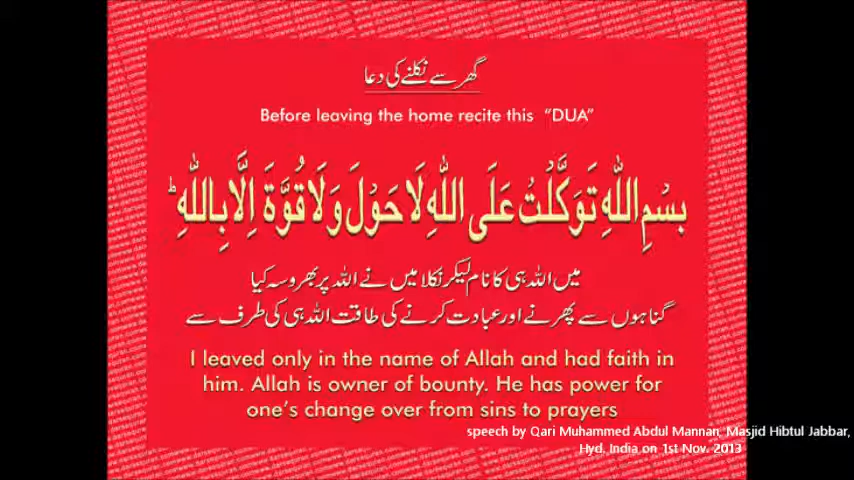 گھر سے نکلنے کی دعا
Before leaving the home recite this “DUA”
بِسْمِ اللّٰهِ تَوَكَّلْتُ عَلَى اللّٰهِ لَا حَوْلَ وَلَا قُوَّةَ اِلَّا بِاللّٰهِ ؕ
میں اللہ ہی کا نام لیکر نکلا میں نے اللہ پر بھروسہ کیا
گناہوں سے پھرنے اور عبادت کرنے کی طاقت اللہ ہی کی طرف سے
I leaved only in the name of Allah and had faith in
him. Allah is owner of bounty. He has power for
one’s change over from sins to prayers
speech by Qari Muhammed Abdul Mannan, Masjid Hibtul Jabbar,
Hyd, India on 1st Nov. 2013